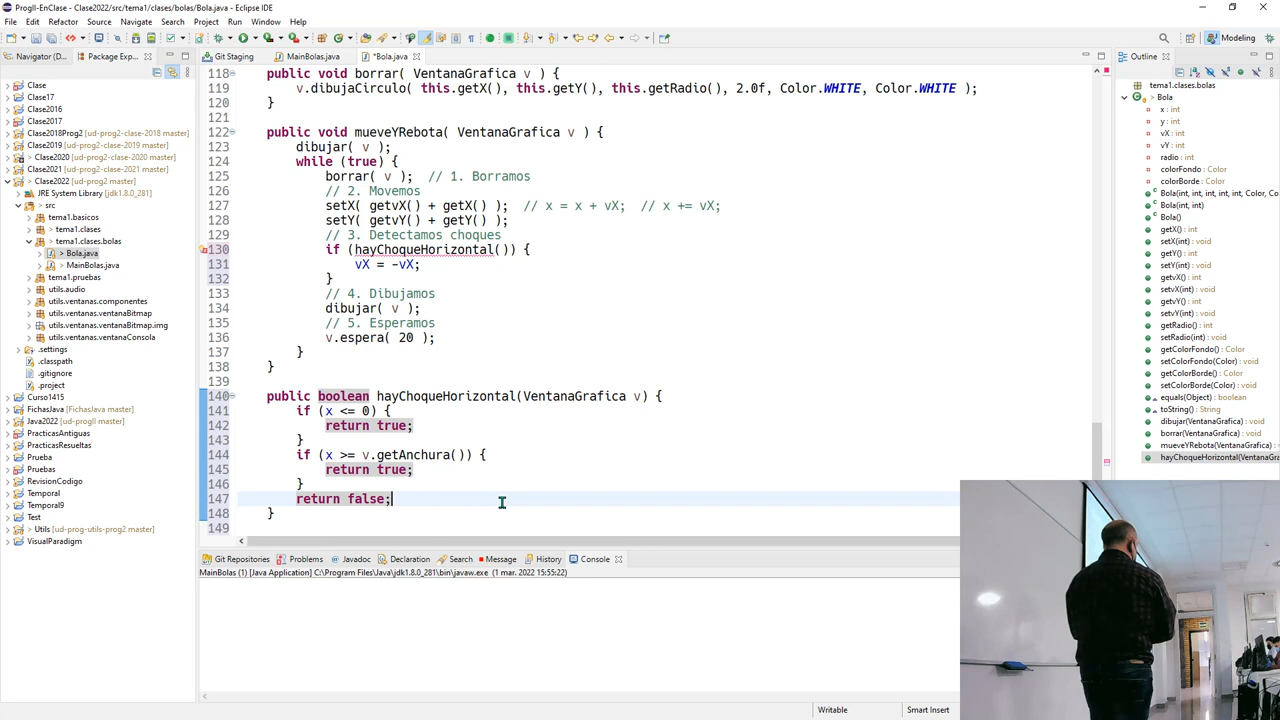 ProgII-EnClase - Clase2022/src/tema1/clases/bolas/Bola.java - Eclipse IDE
File Edit Refactor Source Navigate Search Project Run Window Help
Modeling
Navigator (D...
Package Exp...
Git Staging
MainBolas.java
*Bola.java
Outline
Clase
Clase17
Clase2016
Clase2017
Clase2018Prog2 [ud-prog2-clase-2018 master]
Clase2019 [ud-prog2-clase-2019 master]
> Clase2020 [ud-prog2-clase-2020 master]
Clase2021 [ud-prog2-clase-2021 master]
> Clase2022 [ud-prog2 master]
JRE System Library [jdk1.8.0_281]
> src
> tema1.basicos
> tema1.clases
> tema1.clases.bolas
> Bola.java
> MainBolas.java
tema1.pruebas
utils.audio
utils.ventanas.componentes
utils.ventanas.ventanaBitmap
utils.ventanas.ventanaBitmap.img
utils.ventanas.ventanaConsola
.settings
.classpath
.gitignore
.project
Curso1415
FichasJava [FichasJava master]
Java2022 [ud-progII master]
PracticasAntiguas
PracticasResueltas
Prueba
Pruebas
RevisionCodigo
Temporal
Temporal9
Test
> Utils [ud-prog-utils-prog2 master]
VisualParadigm
118 public void borrar( VentanaGrafica v ) {
119 v.dibujaCirculo( this.getX(), this.getY(), this.getRadio(), 2.0f, Color.WHITE, Color.WHITE );
120 }
121
122 public void mueveYRebota( VentanaGrafica v ) {
123 dibujar( v );
124 while (true) {
125 borrar( v ); // 1. Borramos
126 // 2. Movemos
127 setX( getvX() + getX() ); // x = x + vX; // x += vX;
128 setY( getvY() + getY() );
129 // 3. Detectamos choques
130 if (hayChoqueHorizontal()) {
131 vX = -vX;
132 }
133 // 4. Dibujamos
134 dibujar( v );
135 // 5. Esperamos
136 v.espera( 20 );
137 }
138 }
139
140 public boolean hayChoqueHorizontal(VentanaGrafica v) {
141 if (x <= 0) {
142 return true;
143 }
144 if (x >= v.getAnchura()) {
145 return true;
146 }
147 return false;
148 }
149
tema1.clases.bolas
> Bola
x : int
y : int
vX : int
vY : int
radio : int
colorFondo : Color
colorBorde : Color
Bola(int, int, int, int, int, Col
Bola(int, int)
Bola()
getX() : int
setX(int) : void
getY() : int
setY(int) : void
getvX() : int
setvX(int) : void
getvY() : int
setvY(int) : void
getRadio() : int
setRadio(int) : void
getColorFondo() : Color
setColorFondo(Color) : void
getColorBorde() : Color
setColorBorde(Color) : void
equals(Object) : boolean
toString() : String
dibujar(VentanaGrafica) : void
borrar(VentanaGrafica) : void
mueveYRebota(VentanaGrafica
hayChoqueHorizontal(VentanaGra
Git Repositories
Problems
Javadoc
Declaration
Search
Message
History
Console
MainBolas (1) [Java Application] C:\Program Files\Java\jdk1.8.0_281\bin\javaw.exe (1 mar. 2022 15:55:22)
Writable
Smart Insert